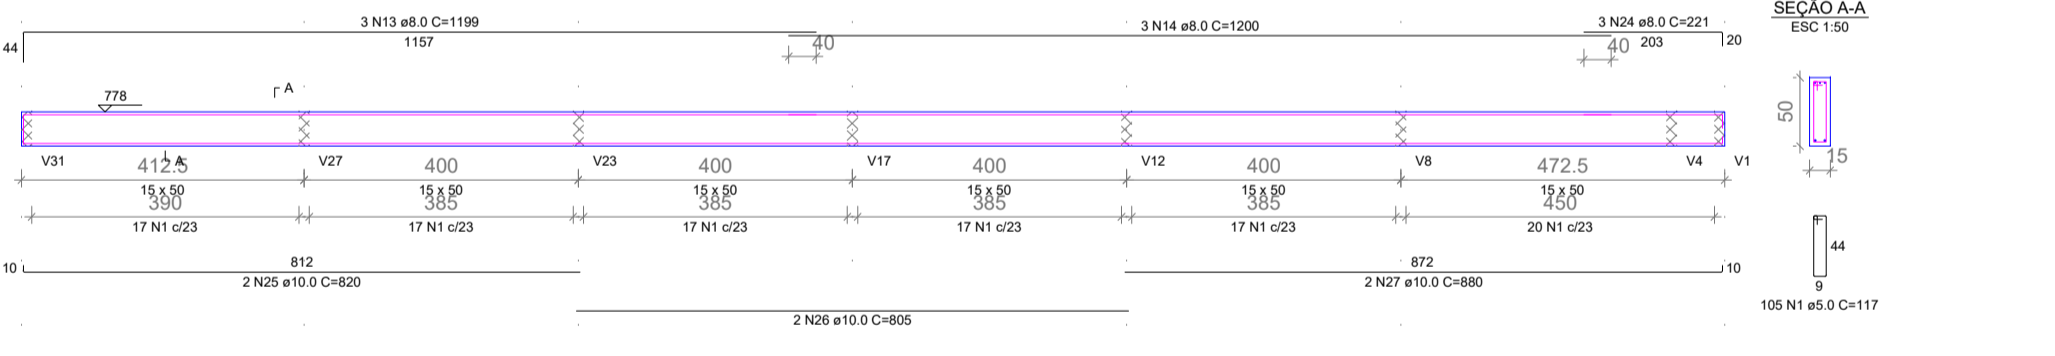 3 N13 ø8.0 C=1199
44
1157
40
3 N14 ø8.0 C=1200
3 N24 ø8.0 C=221
40
203
20
SEÇÃO A-A
ESC 1:50
778
A
A
50
15
V31
V27
V23
V17
V12
V8
V4
V1
412.5
400
400
400
400
472.5
15 x 50
15 x 50
15 x 50
15 x 50
15 x 50
15 x 50
390
385
385
385
385
450
17 N1 c/23
17 N1 c/23
17 N1 c/23
17 N1 c/23
17 N1 c/23
20 N1 c/23
44
9
105 N1 ø5.0 C=117
10
812
2 N25 ø10.0 C=820
872
10
2 N27 ø10.0 C=880
2 N26 ø10.0 C=805